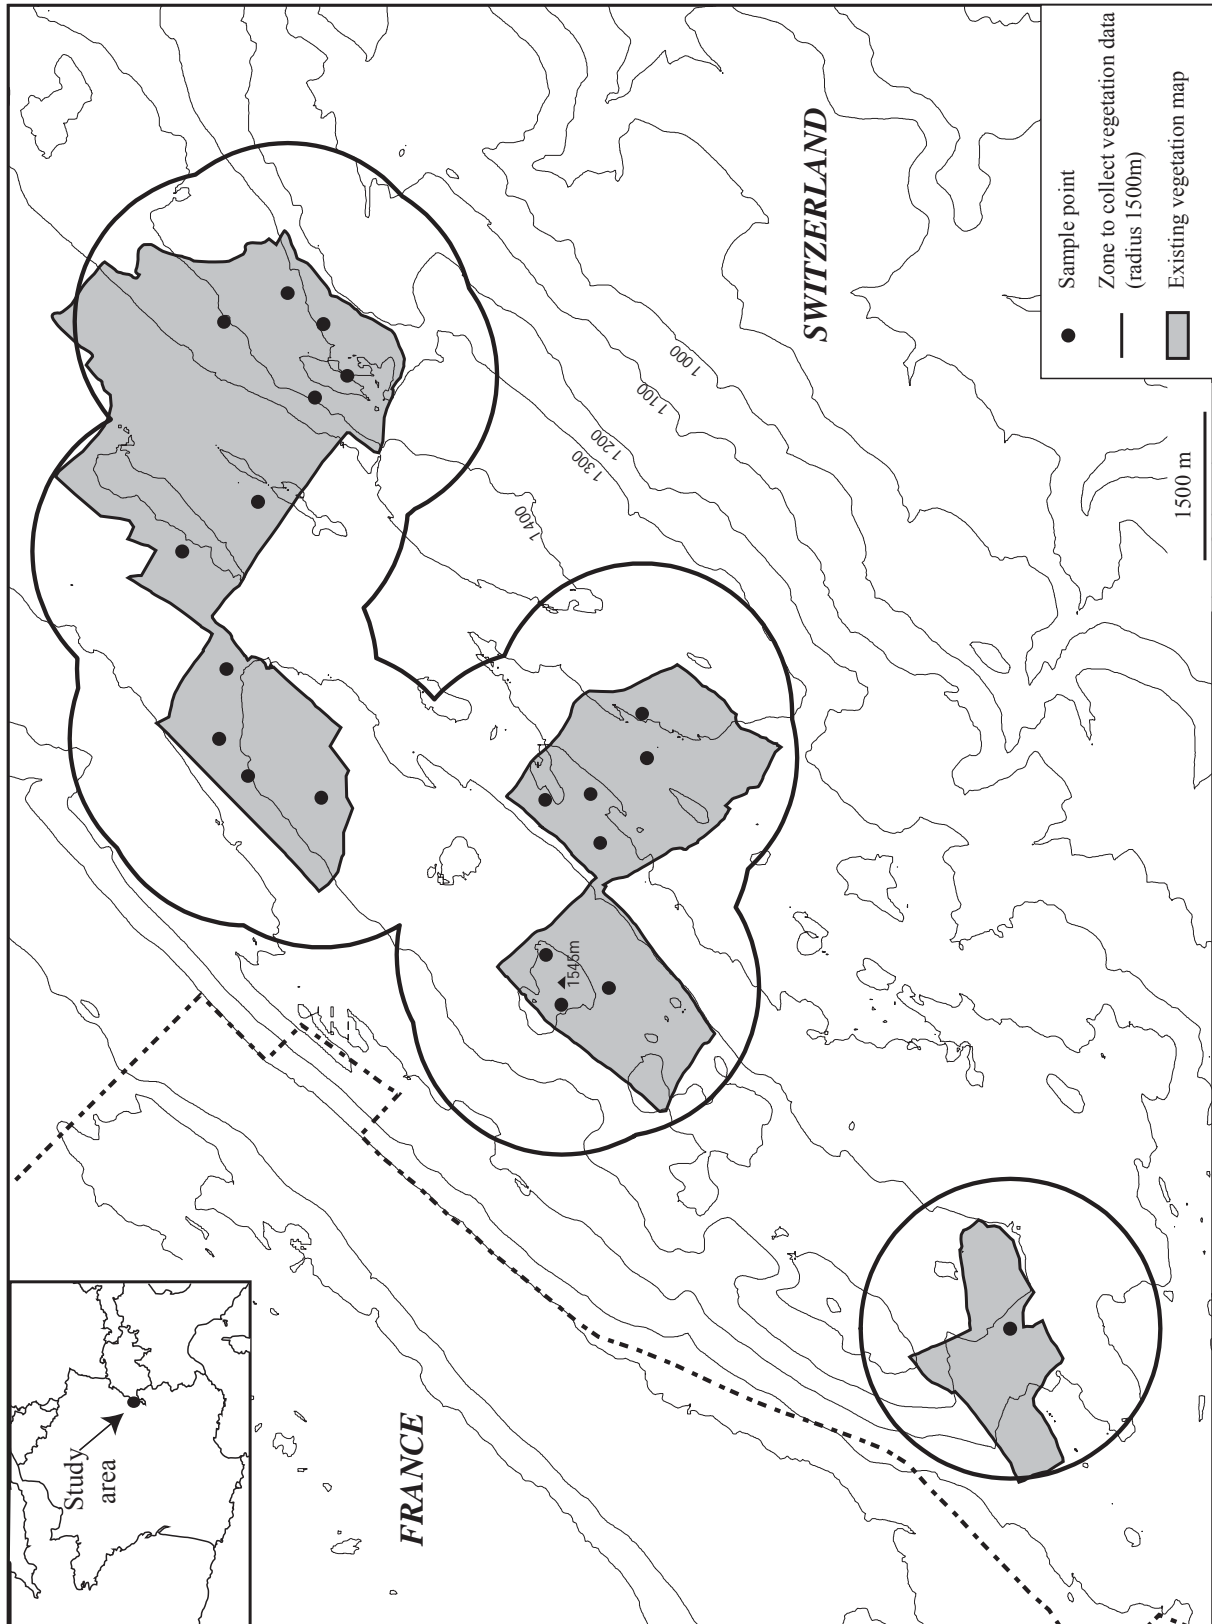 Study
area
FRANCE
SWITZERLAND
1545m
1400
1300
1200
1100
1000
Sample point
Zone to collect vegetation data
(radius 1500m)
Existing vegetation map
1500 m